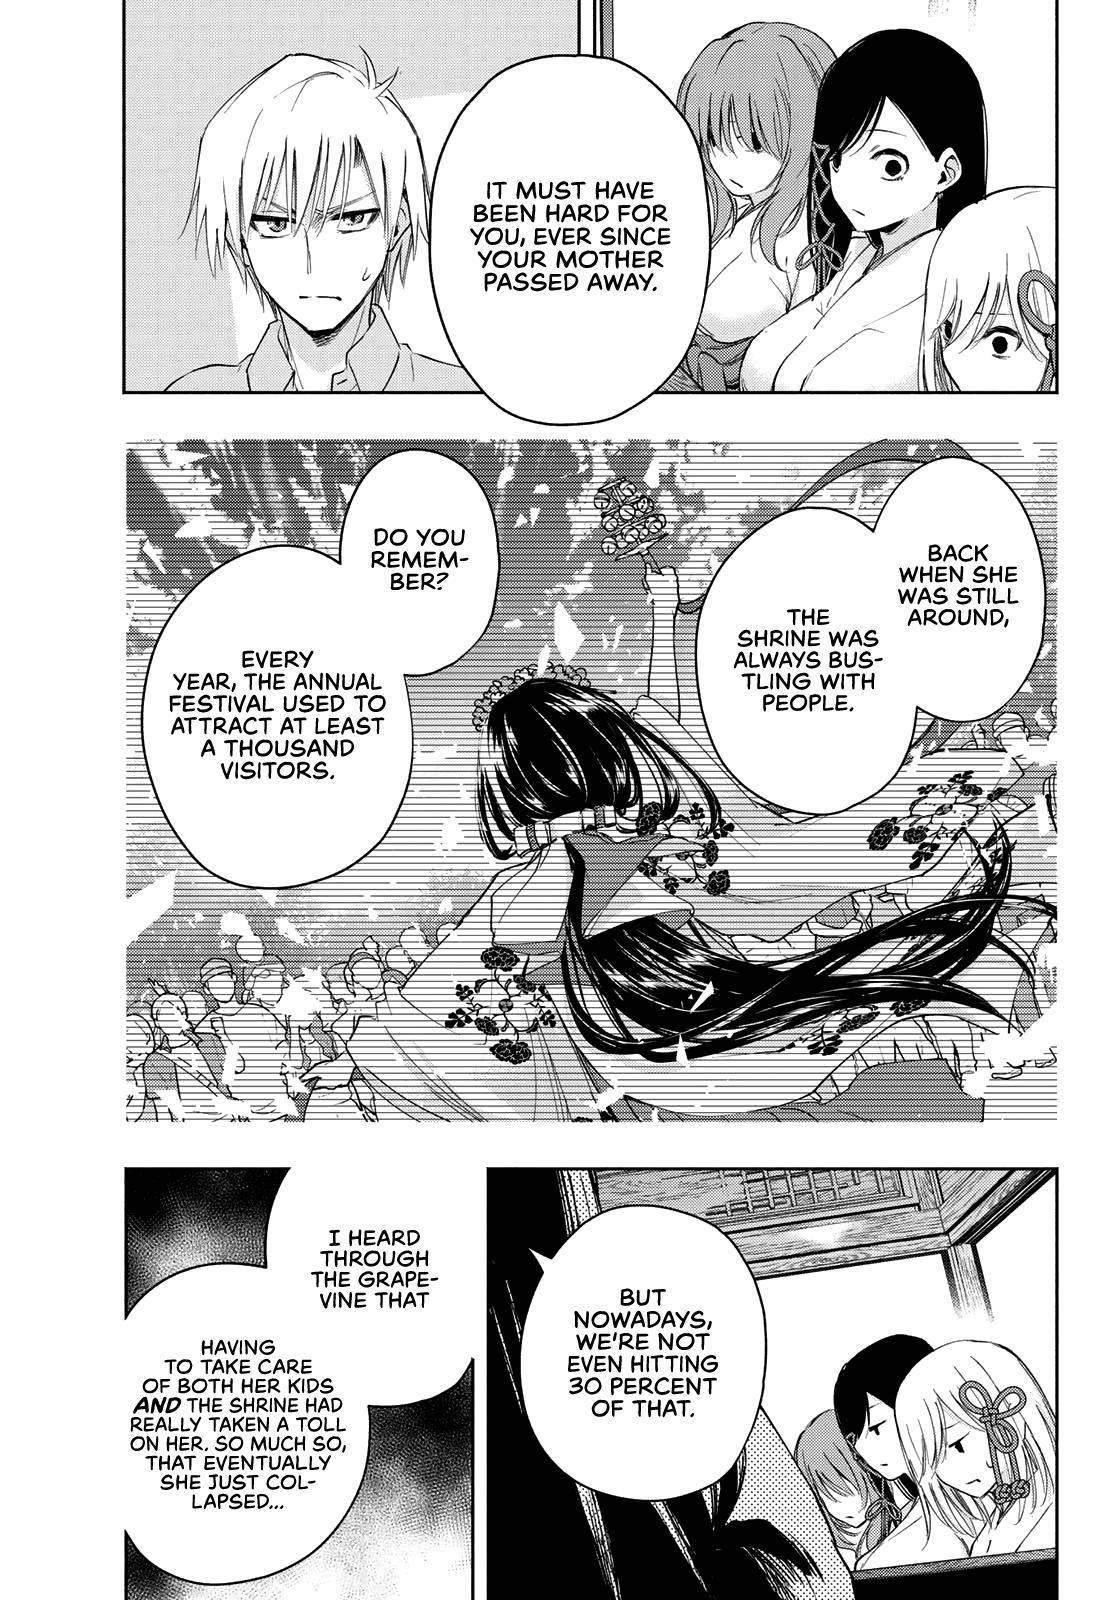 IT MUST HAVE
BEEN HARD FOR
YOU, EVER SINCE
YOUR MOTHER
PASSED AWAY.
BACK
WHEN SHE
WAS STILL
AROUND,
THE
SHRINE WAS
ALWAYS BUS-
TLING WITH
PEOPLE.
DO YOU
REMEM-
BER?
EVERY
YEAR, THE ANNUAL
FESTIVAL USED TO
ATTRACT AT LEAST
A THOUSAND
VISITORS.
BUT
NOWADAYS,
WE'RE NOT
EVEN HITTING
30 PERCENT
OF THAT.
I HEARD
THROUGH
THE GRAPE-
VINE THAT
HAVING
TO TAKE CARE
OF BOTH HER KIDS
AND THE SHRINE HAD
REALLY TAKEN A TOLL
ON HER. SO MUCH SO,
THAT EVENTUALLY
SHE JUST COL-
LAPSED...